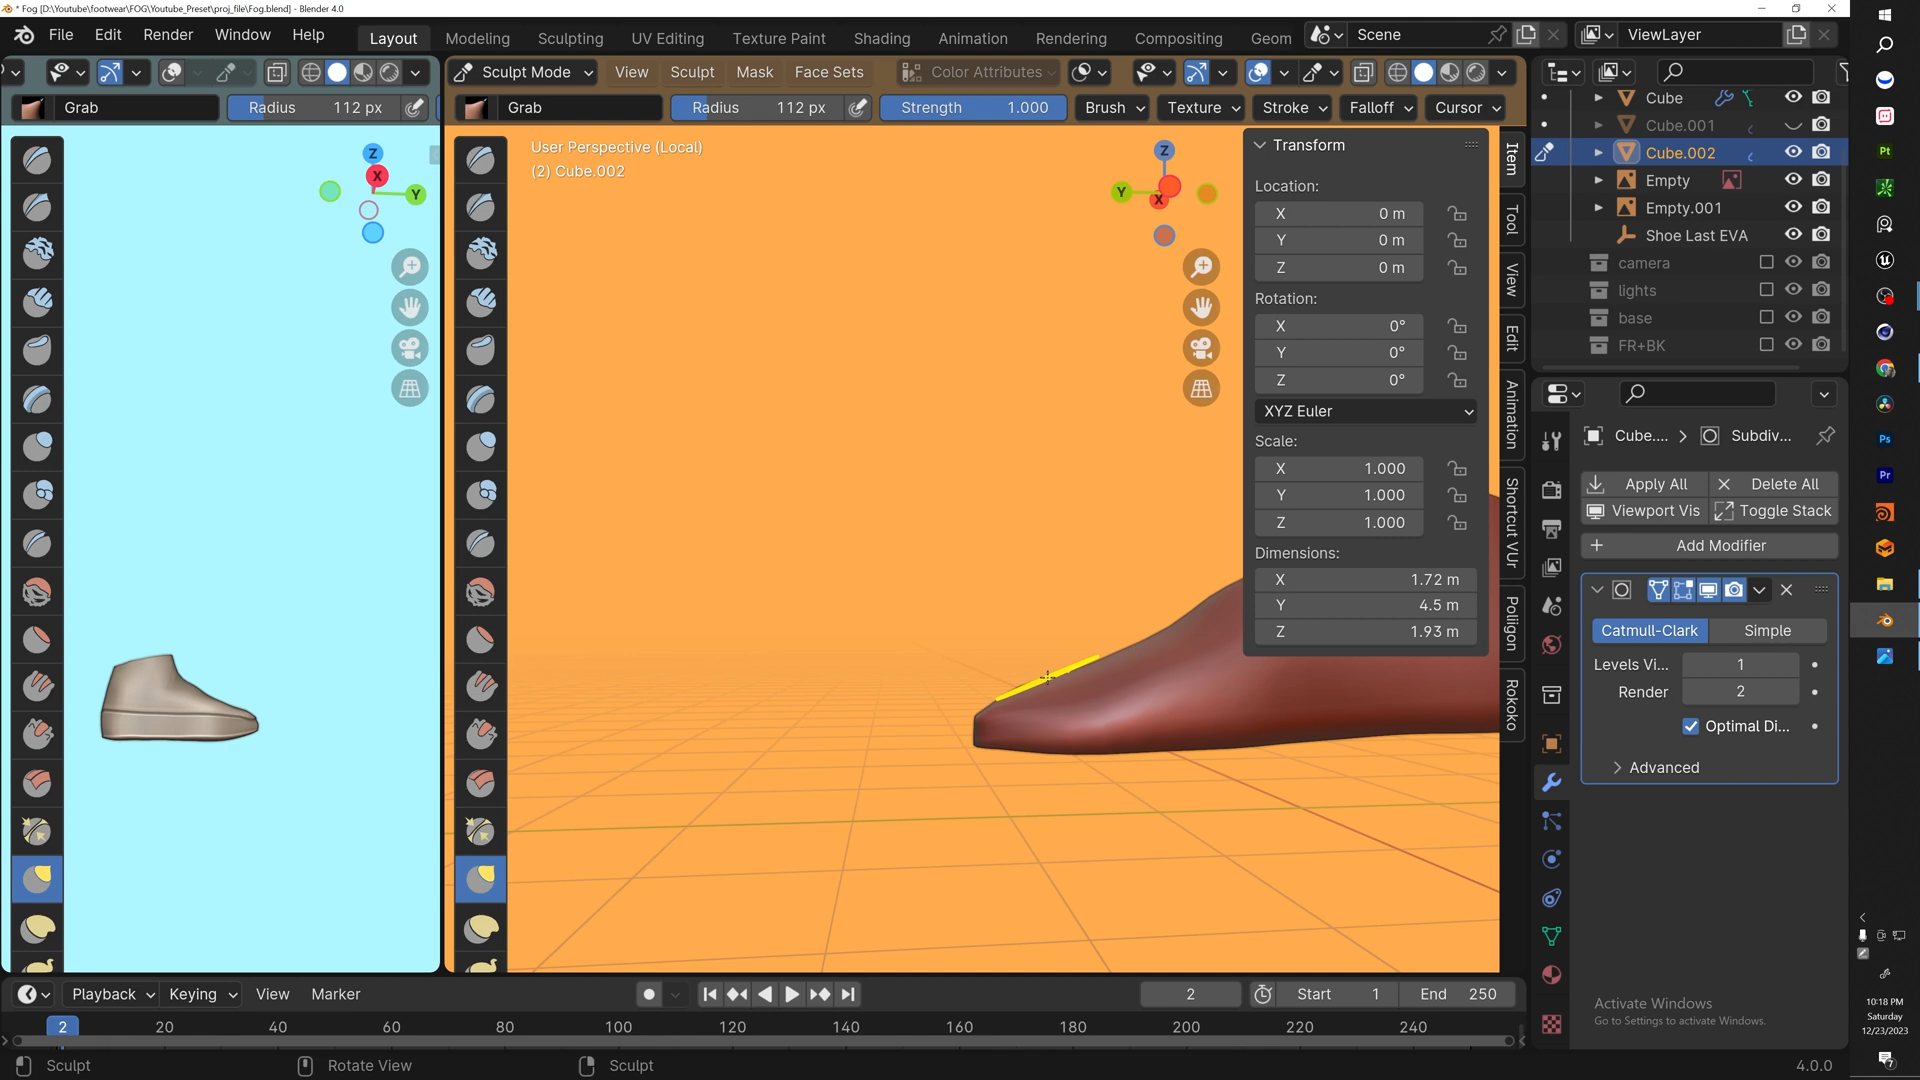 * Fog [D:\Youtube\footwear\FOG\Youtube_Preset\proj_file\Fog.blend] - Blender 4.0
File Edit Render Window Help
Layout Modeling Sculpting UV Editing Texture Paint Shading Animation Rendering Compositing Geom
Scene
ViewLayer
Sculpt Mode View Sculpt Mask Face Sets Color Attributes
Grab Radius 112 px
Grab Radius 112 px Strength 1.000 Brush Texture Stroke Falloff Cursor
User Perspective (Local)
(2) Cube.002
Z
X
Y
Z
Y
X
Transform
Location:
X 0 m
Y 0 m
Z 0 m
Rotation:
X 0°
Y 0°
Z 0°
XYZ Euler
Scale:
X 1.000
Y 1.000
Z 1.000
Dimensions:
X 1.72 m
Y 4.5 m
Z 1.93 m
Item
Tool
View
Edit
Animation
Shortcut VUr
Poliigon
Rokoko
Cube
Cube.001
Cube.002
Empty
Empty.001
Shoe Last EVA
camera
lights
base
FR+BK
Cube.... Subdiv...
Apply All Delete All
Viewport Vis Toggle Stack
Add Modifier
Catmull-Clark Simple
Levels Vi... 1
Render 2
Optimal Di...
Advanced
Activate Windows
Go to Settings to activate Windows.
Playback Keying View Marker
2 Start 1 End 250
2 20 40 60 80 100 120 140 160 180 200 220 240
Sculpt Rotate View Sculpt
4.0.0
Pt
Ps
Pr
10:18 PM
Saturday
12/23/2023
7